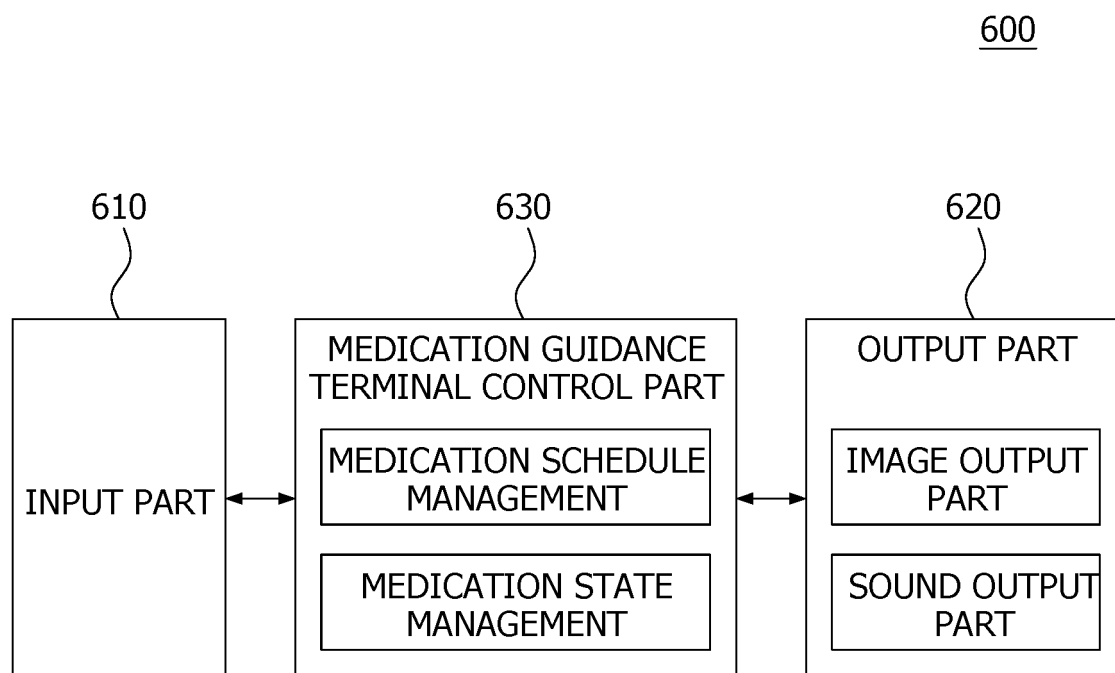 600
610
630
620
INPUT PART
MEDICATION GUIDANCE
TERMINAL CONTROL PART
MEDICATION SCHEDULE
MANAGEMENT
MEDICATION STATE
MANAGEMENT
OUTPUT PART
IMAGE OUTPUT
PART
SOUND OUTPUT
PART